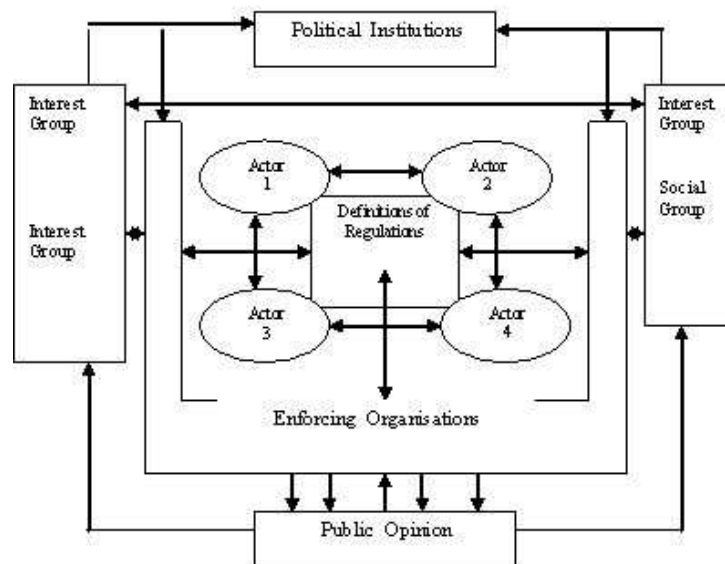 Political Institutions
Interest
Group
Interest
Group
Interest
Group
Social
Group
Actor
1
Actor
2
Definitions of
Regulations
Actor
3
Actor
4
Enforcing Organisations
Public Opinion